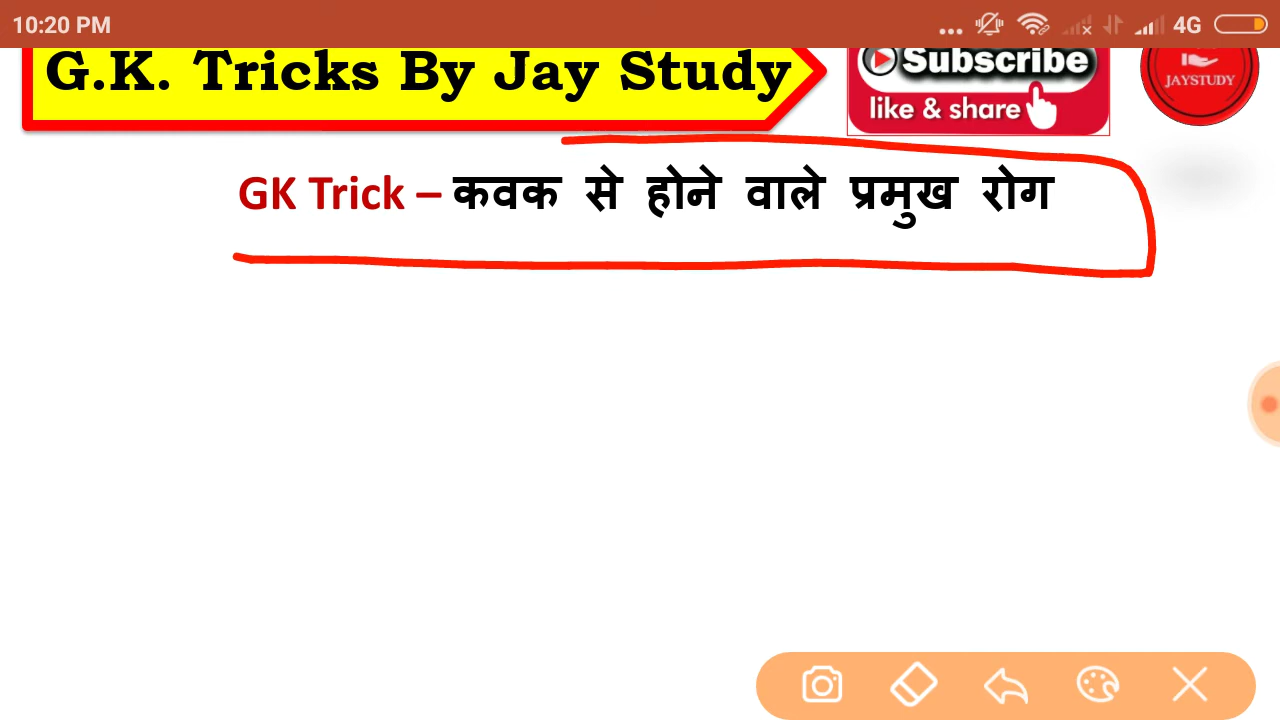 10:20 PM
4G
G.K. Tricks By Jay Study
Subscribe
like & share
JAYSTUDY
GK Trick – कवक से होने वाले प्रमुख रोग